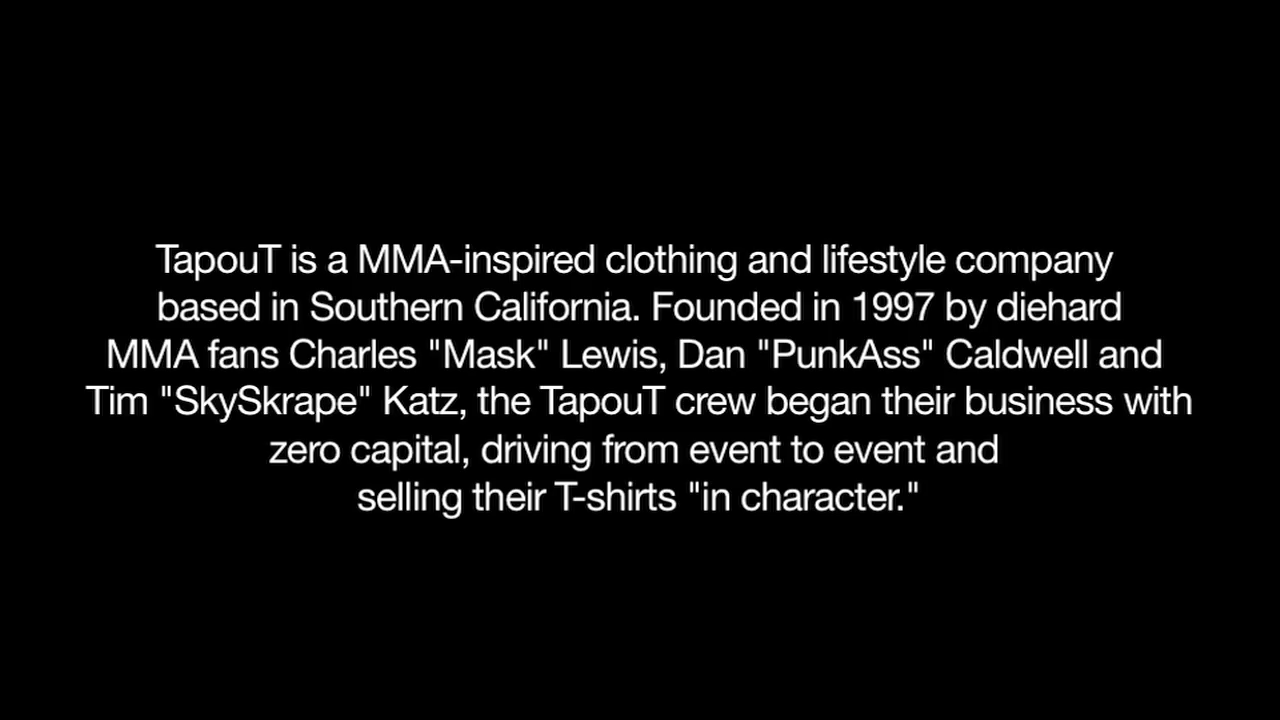 TapouT is a MMA-inspired clothing and lifestyle company
based in Southern California. Founded in 1997 by diehard
MMA fans Charles "Mask" Lewis, Dan "PunkAss" Caldwell and
Tim "SkySkrape" Katz, the TapouT crew began their business with
zero capital, driving from event to event and
selling their T-shirts "in character."